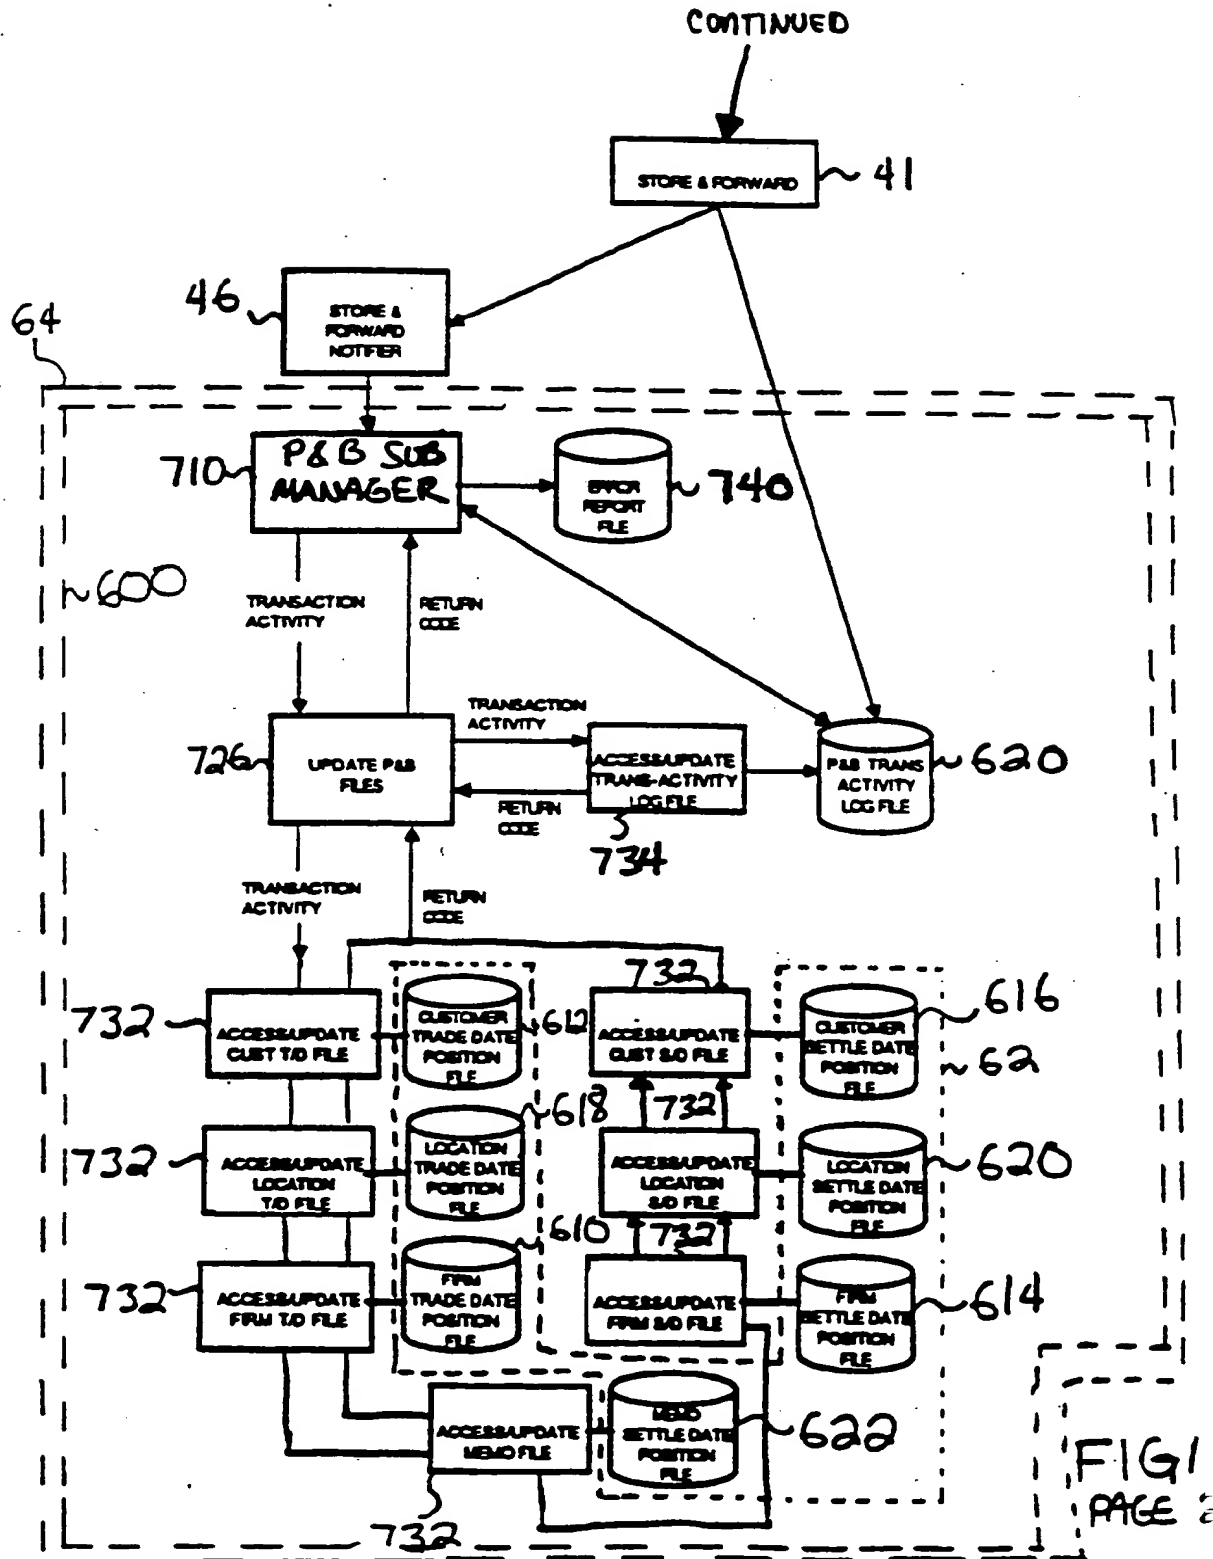 CONTINUED
STORE & FORWARD
41
46
STORE &
FORWARD
NOTIFIER
64
710
P&B SUB
MANAGER
ERROR
REPORT
FILE
740
600
TRANSACTION
ACTIVITY
RETURN
CODE
726
UPDATE P&B
FILES
TRANSACTION
ACTIVITY
RETURN
CODE
ACCESS/UPDATE
TRANS-ACTIVITY
LOG FILE
734
P&B TRANS
ACTIVITY
LOG FILE
620
TRANSACTION
ACTIVITY
RETURN
CODE
732
ACCESS/UPDATE
CUST T/D FILE
CUSTOMER
TRADE DATE
POSITION
FILE
612
732
ACCESS/UPDATE
CUST S/D FILE
CUSTOMER
SETTLE DATE
POSITION
FILE
616
62
732
ACCESS/UPDATE
LOCATION
T/D FILE
LOCATION
TRADE DATE
POSITION
FILE
618
732
ACCESS/UPDATE
LOCATION
S/D FILE
LOCATION
SETTLE DATE
POSITION
FILE
620
732
ACCESS/UPDATE
FIRM T/D FILE
FIRM
TRADE DATE
POSITION
FILE
610
732
ACCESS/UPDATE
FIRM S/D FILE
FIRM
SETTLE DATE
POSITION
FILE
614
ACCESS/UPDATE
MEMO FILE
732
MEMO
SETTLE DATE
POSITION
FILE
622
FIG1
PAGE